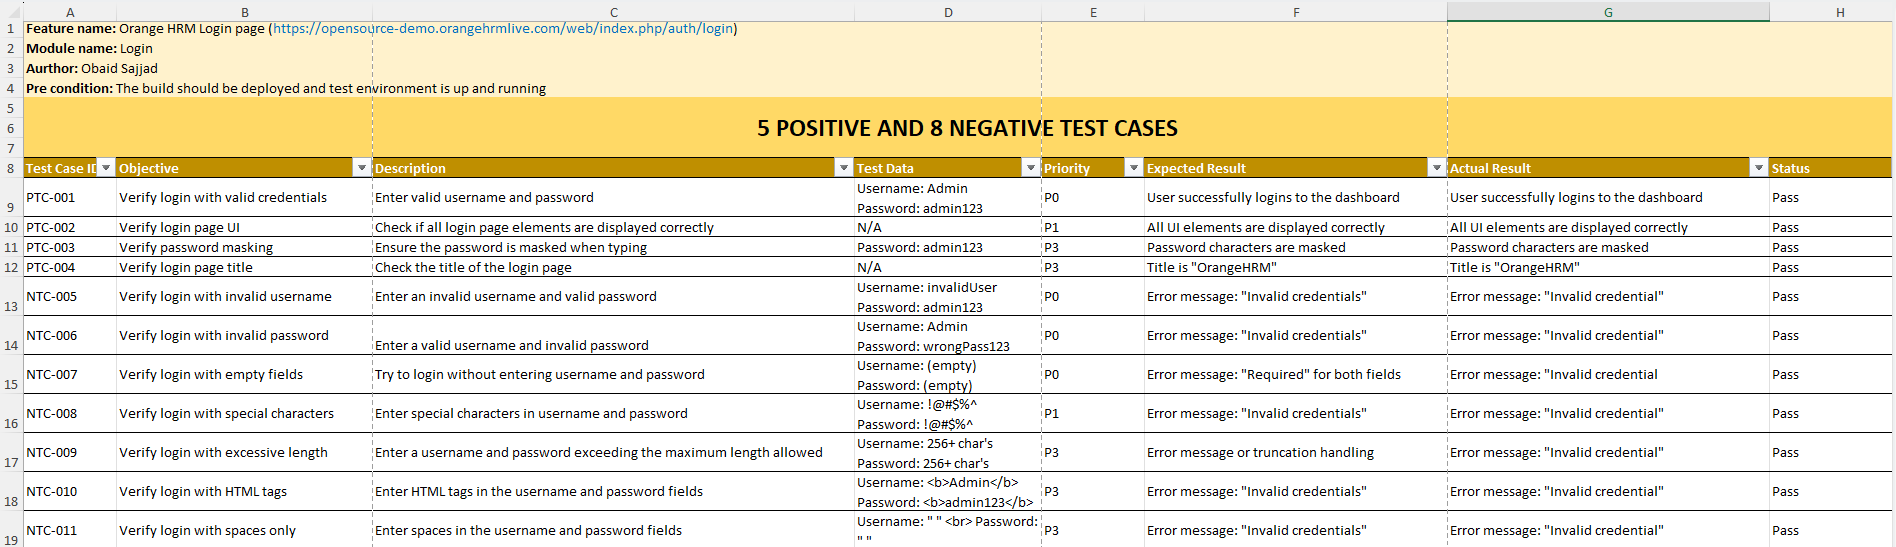 A B C D E F G H
1 Feature name: Orange HRM Login page (https://opensource-demo.orangehrmlive.com/web/index.php/auth/login)
2 Module name: Login
3 Aurthor: Obaid Sajjad
4 Pre condition: The build should be deployed and test environment is up and running
5
6 5 POSITIVE AND 8 NEGATIVE TEST CASES
7
8 Test Case ID Objective Description Test Data Priority Expected Result Actual Result Status
Username: Admin
PTC-001 Verify login with valid credentials Enter valid username and password P0 User successfully logins to the dashboard User successfully logins to the dashboard Pass
9 Password: admin123
10 PTC-002 Verify login page UI Check if all login page elements are displayed correctly N/A P1 All UI elements are displayed correctly All UI elements are displayed correctly Pass
11 PTC-003 Verify password masking Ensure the password is masked when typing Password: admin123 P3 Password characters are masked Password characters are masked Pass
12 PTC-004 Verify login page title Check the title of the login page N/A P3 Title is "OrangeHRM" Title is "OrangeHRM" Pass
Username: invalidUser
NTC-005 Verify login with invalid username Enter an invalid username and valid password P0 Error message: "Invalid credentials" Error message: "Invalid credential" Pass
13 Password: admin123
Username: Admin
NTC-006 Verify login with invalid password P0 Error message: "Invalid credentials" Error message: "Invalid credential" Pass
14 Enter a valid username and invalid password Password: wrongPass123
Username: (empty)
NTC-007 Verify login with empty fields Try to login without entering username and password P0 Error message: "Required" for both fields Error message: "Invalid credential Pass
15 Password: (empty)
Username: !@#$%^
NTC-008 Verify login with special characters Enter special characters in username and password P1 Error message: "Invalid credentials" Error message: "Invalid credential" Pass
16 Password: !@#$%^
Username: 256+ char's
NTC-009 Verify login with excessive length Enter a username and password exceeding the maximum length allowed P3 Error message or truncation handling Error message: "Invalid credential" Pass
17 Password: 256+ char's
Username: <b>Admin</b>
NTC-010 Verify login with HTML tags Enter HTML tags in the username and password fields P3 Error message: "Invalid credentials" Error message: "Invalid credential" Pass
18 Password: <b>admin123</b>
Username: " " <br> Password:
NTC-011 Verify login with spaces only Enter spaces in the username and password fields P3 Error message: "Invalid credentials" Error message: "Invalid credential" Pass
19 " "